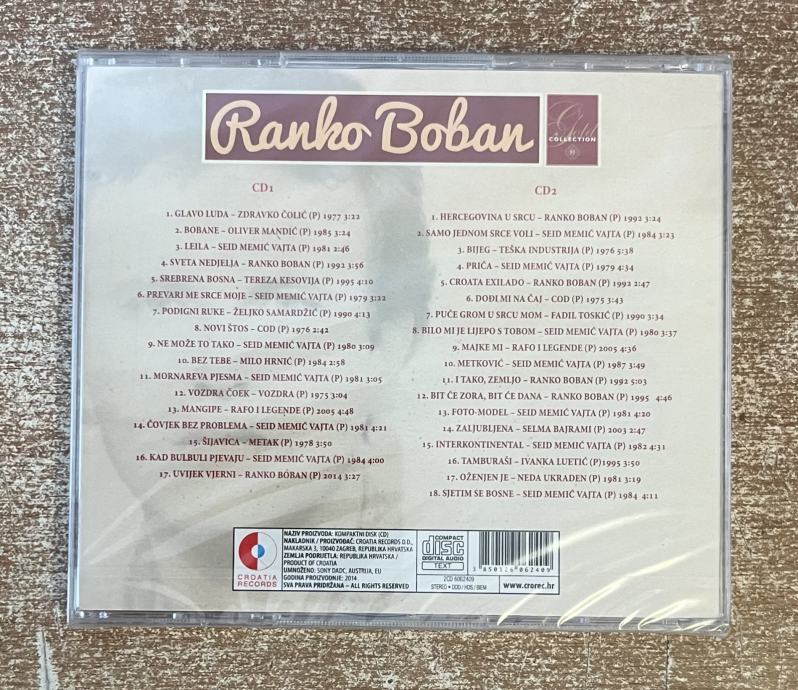 Ranko Boban
Gold
COLLECTION
CD1
1. GLAVO LUDA – ZDRAVKO ČOLIĆ (P) 1977 3:22
2. BOBANE – OLIVER MANDIĆ (P) 1985 3:24
3. LEILA – SEID MEMIĆ VAJTA (P) 1981 2:46
4. SVETA NEDJELJA – RANKO BOBAN (P) 1992 3:56
5. SREBRENA BOSNA – TEREZA KESOVIJA (P) 1995 4:10
6. PREVARI ME SRCE MOJE – SEID MEMIĆ VAJTA (P) 1979 3:22
7. PODIGNI RUKE – ŽELJKO SAMARDŽIĆ (P) 1990 4:13
8. NOVI ŠTOS – COD (P) 1976 2:42
9. NE MOŽE TO TAKO – SEID MEMIĆ VAJTA (P) 1980 3:09
10. BEZ TEBE – MILO HRNIĆ (P) 1984 2:58
11. MORNAREVA PJESMA – SEID MEMIĆ VAJTA (P) 1981 3:05
12. VOZDRA ČOEK – VOZDRA (P) 1975 3:04
13. MANGIPE – RAFO I LEGENDE (P) 2005 4:48
14. ČOVJEK BEZ PROBLEMA – SEID MEMIĆ VAJTA (P) 1981 4:21
15. ŠIJAVICA – METAK (P) 1978 3:50
16. KAD BULBULI PJEVAJU – SEID MEMIĆ VAJTA (P) 1984 4:00
17. UVIJEK VJERNI – RANKO BOBAN (P) 2014 3:27
CD2
1. HERCEGOVINA U SRCU – RANKO BOBAN (P) 1992 3:24
2. SAMO JEDNOM SRCE VOLI – SEID MEMIĆ VAJTA (P) 1984 3:23
3. BIJEG – TEŠKA INDUSTRIJA (P) 1976 5:38
4. PRIČA – SEID MEMIĆ VAJTA (P) 1979 4:34
5. CROATA EXILADO – RANKO BOBAN (P) 1992 2:47
6. DOĐI MI NA ČAJ – COD (P) 1975 3:43
7. PUČE GROM U SRCU MOM – FADIL TOSKIĆ (P) 1990 3:34
8. BILO MI JE LIJEPO S TOBOM – SEID MEMIĆ VAJTA (P) 1980 3:37
9. MAJKE MI – RAFO I LEGENDE (P) 2005 4:36
10. METKOVIĆ – SEID MEMIĆ VAJTA (P) 1987 3:49
11. I TAKO, ZEMLJO – RANKO BOBAN (P) 1992 5:03
12. BIT ĆE ZORA, BIT ĆE DANA – RANKO BOBAN (P) 1995 4:46
13. FOTO-MODEL – SEID MEMIĆ VAJTA (P) 1981 4:20
14. ZALJUBLJENA – SELMA BAJRAMI (P) 2003 2:47
15. INTERKONTINENTAL – SEID MEMIĆ VAJTA (P) 1982 4:31
16. TAMBURAŠI – IVANKA LUETIĆ (P)1995 3:50
17. OŽENJEN JE – NEDA UKRADEN (P) 1981 3:19
18. SJETIM SE BOSNE – SEID MEMIĆ VAJTA (P) 1984 4:11
CROATIA
RECORDS
NAZIV PROIZVODA: KOMPAKTNI DISK (CD)
NAKLADNIK / PROIZVOĐAČ: CROATIA RECORDS D.D.,
MAKARSKA 3, 10040 ZAGREB, REPUBLIKA HRVATSKA
ZEMLJA PODRIJETLA: REPUBLIKA HRVATSKA /
PRODUCT OF CROATIA
UMNOŽENO: SONY DADC, AUSTRIJA, EU
GODINA PROIZVODNJE: 2014.
SVA PRAVA PRIDRŽANA – ALL RIGHTS RESERVED
COMPACT
disc
DIGITAL AUDIO
TEXT
3 850126 062409
2CD 6062409
STEREO • DDD / HDS / BIEM
www.crorec.hr